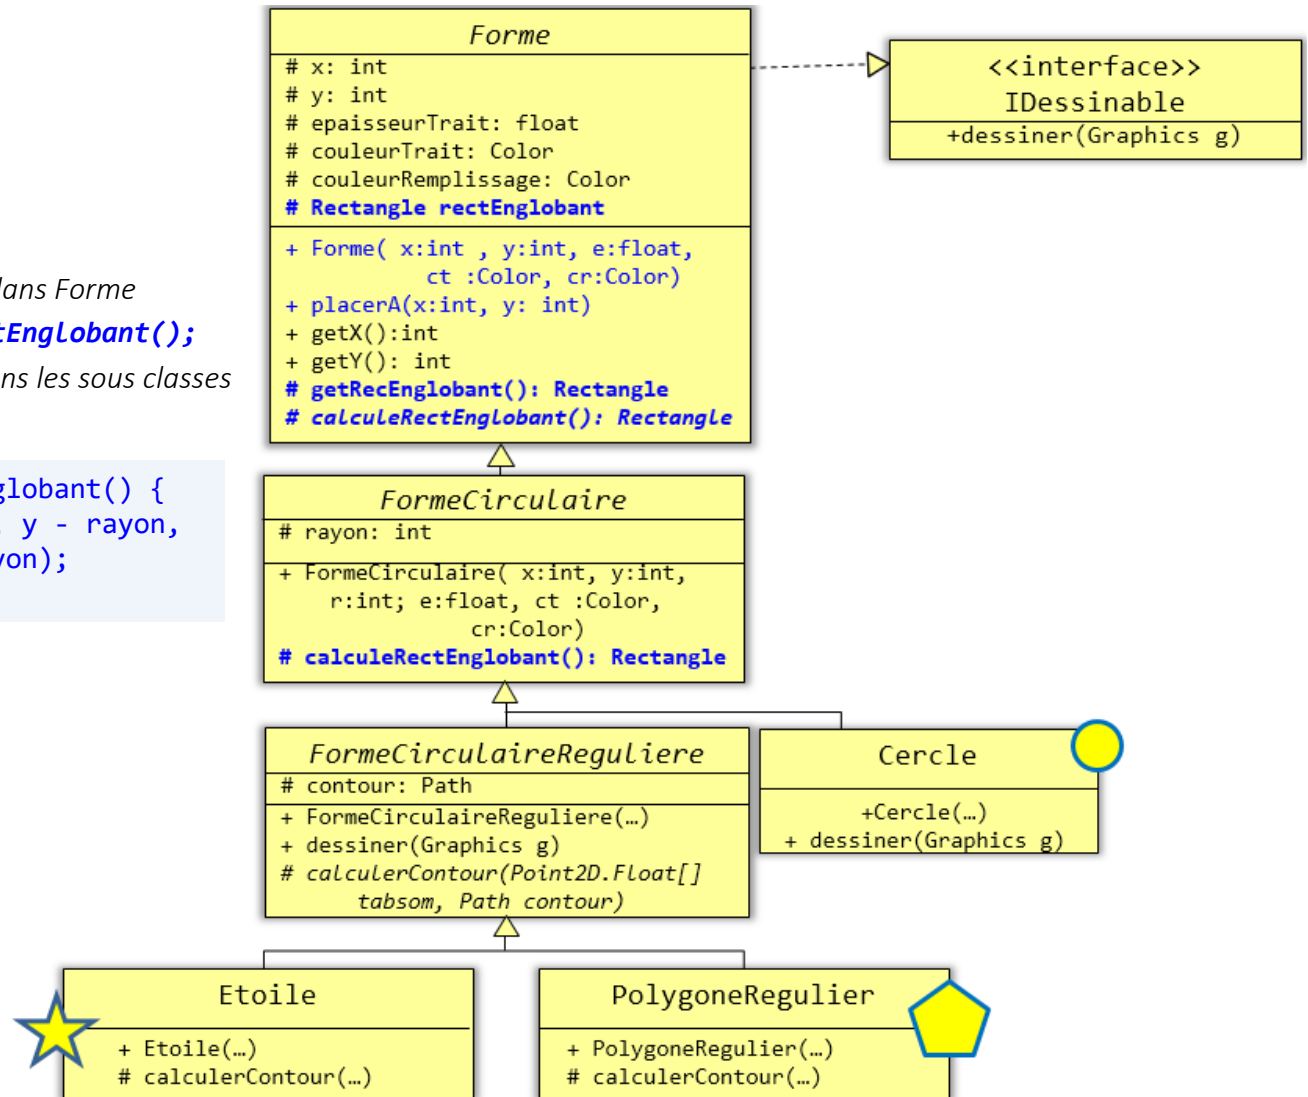 Forme
# x: int
# y: int
# epaisseurTrait: float
# couleurTrait: Color
# couleurRemplissage: Color
# Rectangle rectEnglobant
+ Forme( x:int , y:int, e:float,
ct :Color, cr:Color)
+ placerA(x:int, y: int)
+ getX():int
+ getY(): int
# getRecEnglobant(): Rectangle
# calculeRectEnglobant(): Rectangle
<<interface>>
IDessinable
+dessiner(Graphics g)
dans Forme
tEnglobant();
ns les sous classes
globant() {
y - rayon,
yon);
FormeCirculaire
# rayon: int
+ FormeCirculaire( x:int, y:int,
r:int; e:float, ct :Color,
cr:Color)
# calculeRectEnglobant(): Rectangle
FormeCirculaireReguliere
# contour: Path
+ FormeCirculaireReguliere(…)
+ dessiner(Graphics g)
# calculerContour(Point2D.Float[]
tabsom, Path contour)
Cercle
+Cercle(…)
+ dessiner(Graphics g)
Etoile
+ Etoile(…)
# calculerContour(…)
PolygoneRegulier
+ PolygoneRegulier(…)
# calculerContour(…)